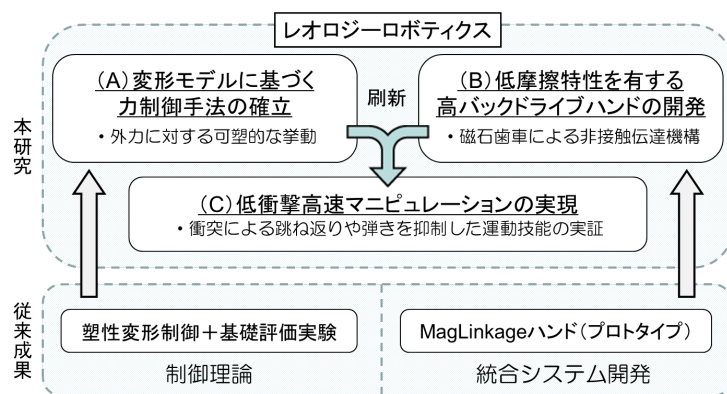 レオロジーロボティクス
本研究
(A)変形モデルに基づく
力制御手法の確立
・外力に対する可塑的な挙動
刷新
(B)低摩擦特性を有する
高バックドライブハンドの開発
・磁石歯車による非接触伝達機構
(C)低衝撃高速マニピュレーションの実現
・衝突による跳ね返りや弾きを抑制した運動技能の実証
従来成果
塑性変形制御＋基礎評価実験
制御理論
MagLinkageハンド(プロトタイプ)
統合システム開発